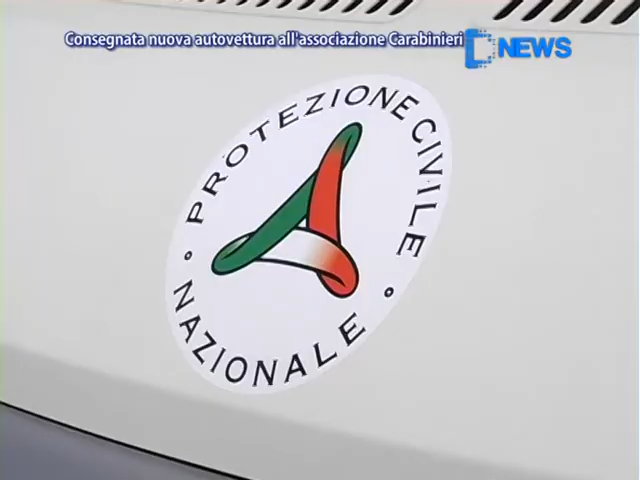 Consegnata nuova autovettura all'associazione Carabinieri
NEWS
PROTEZIONE CIVILE
NAZIONALE